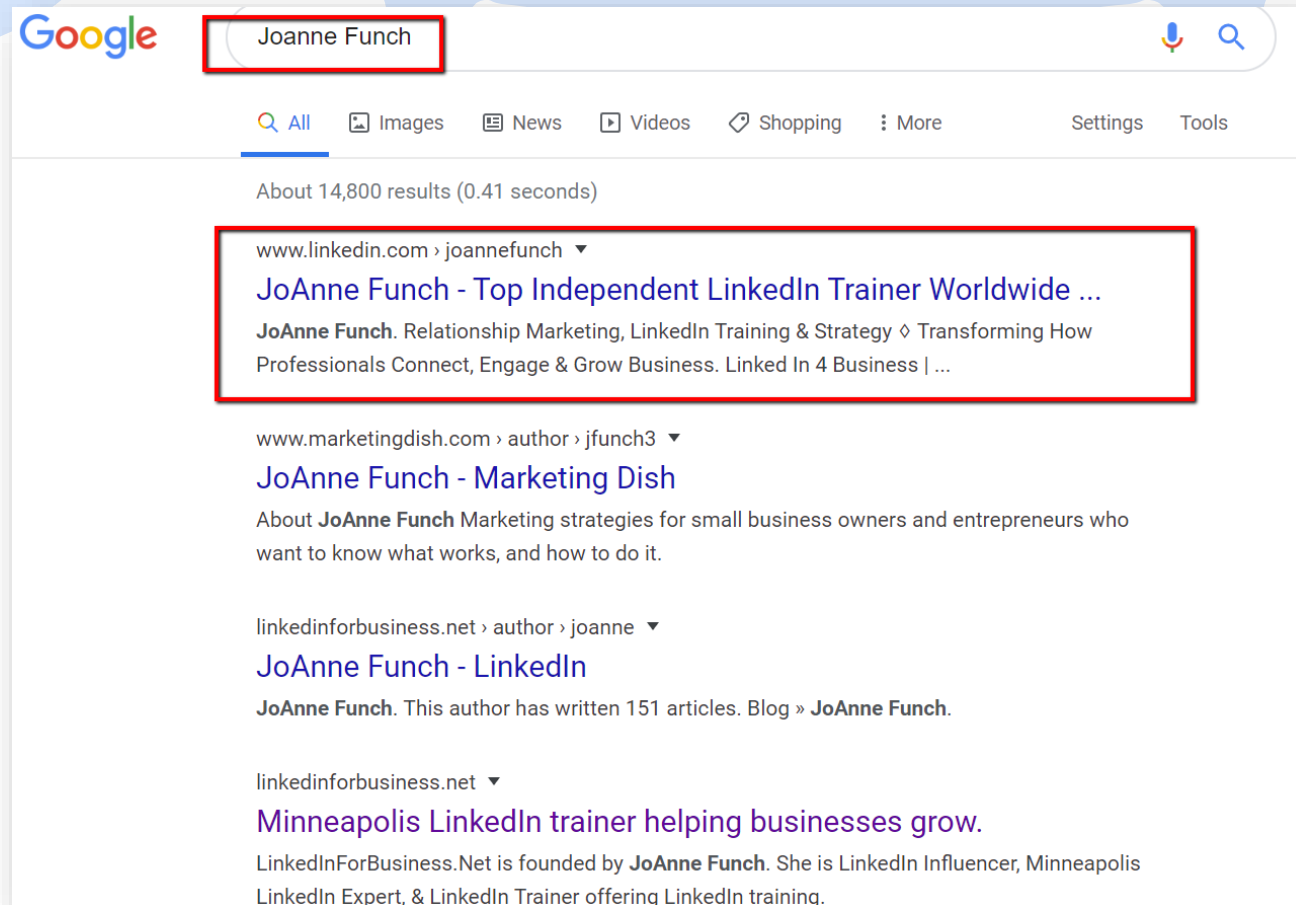 Google
Joanne Funch
All Images News Videos Shopping More Settings Tools
About 14,800 results (0.41 seconds)
www.linkedin.com › joannefunch
JoAnne Funch - Top Independent LinkedIn Trainer Worldwide ...
JoAnne Funch. Relationship Marketing, LinkedIn Training & Strategy ◊ Transforming How
Professionals Connect, Engage & Grow Business. Linked In 4 Business | ...
www.marketingdish.com › author › jfunch3
JoAnne Funch - Marketing Dish
About JoAnne Funch Marketing strategies for small business owners and entrepreneurs who
want to know what works, and how to do it.
linkedinforbusiness.net › author › joanne
JoAnne Funch - LinkedIn
JoAnne Funch. This author has written 151 articles. Blog » JoAnne Funch.
linkedinforbusiness.net
Minneapolis LinkedIn trainer helping businesses grow.
LinkedInForBusiness.Net is founded by JoAnne Funch. She is LinkedIn Influencer, Minneapolis
LinkedIn Expert, & LinkedIn Trainer offering LinkedIn training.